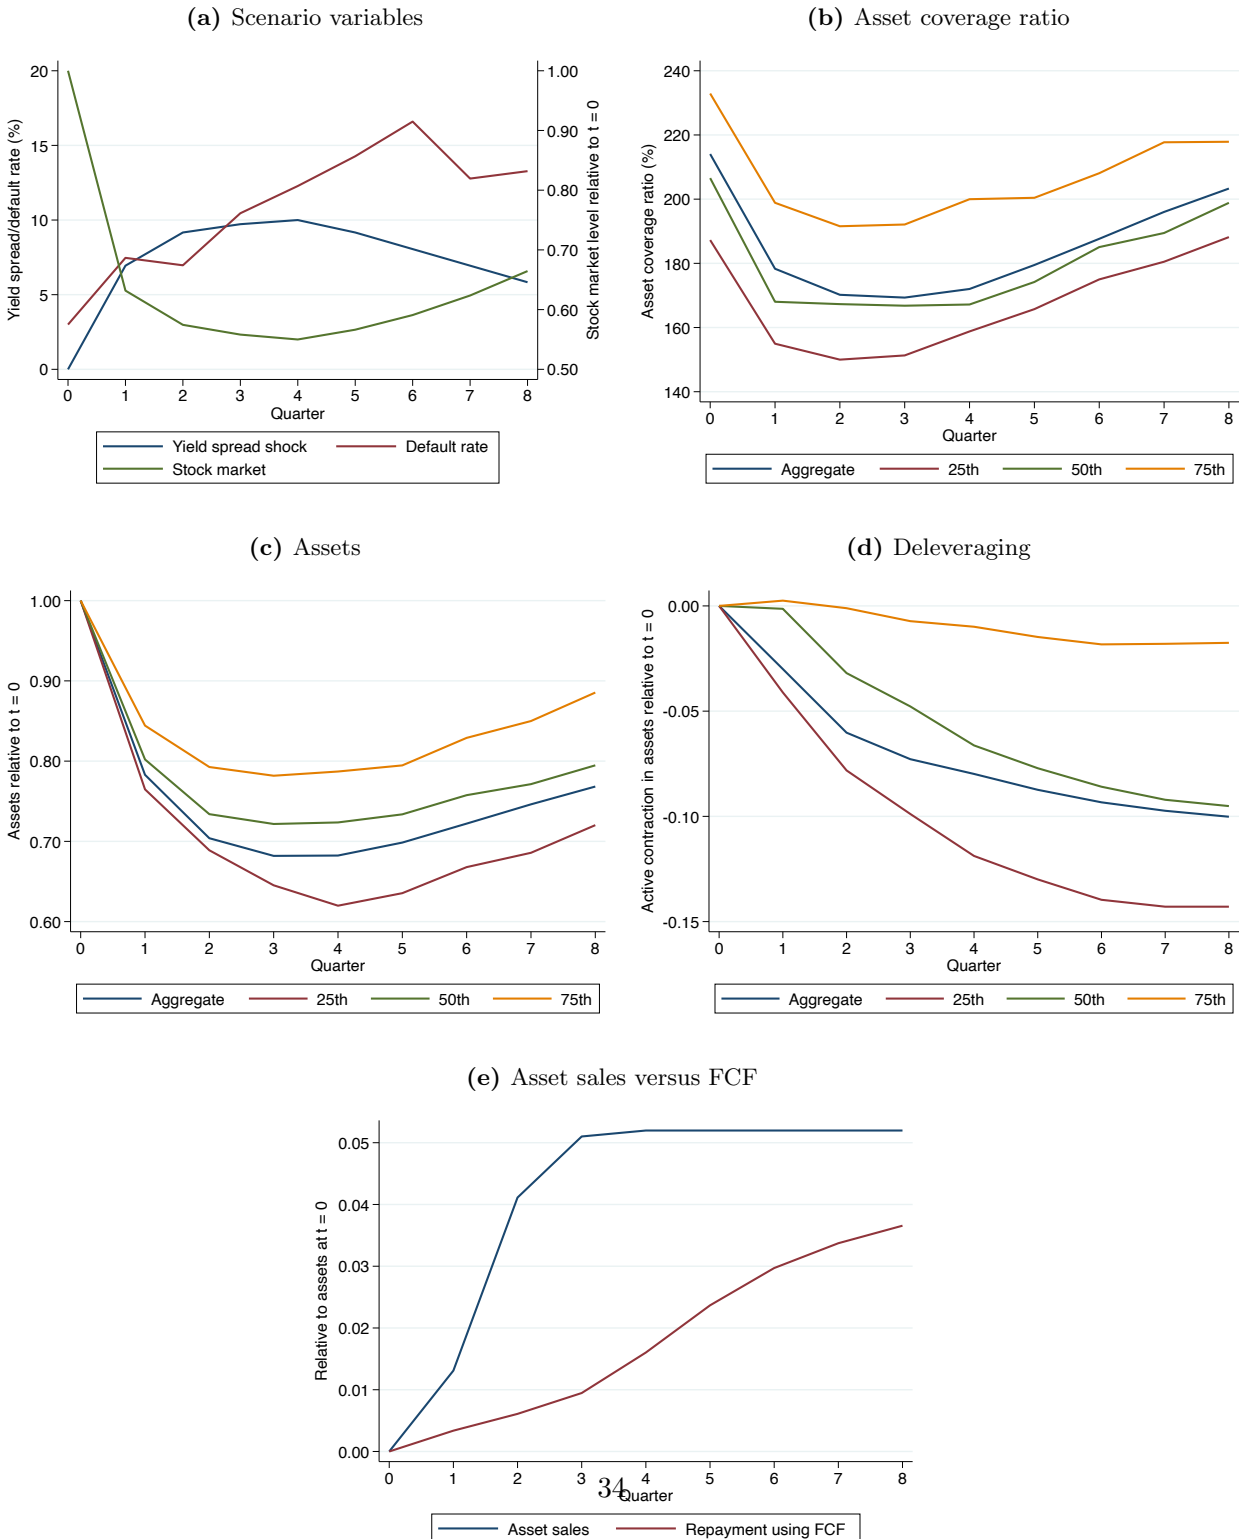 (a) Scenario variables
20
15
10
5
0
Yield spread/default rate (%)
1.00
0.90
0.80
0.70
0.60
0.50
Stock market level relative to t = 0
0 1 2 3 4 5 6 7 8
Quarter
Yield spread shock Default rate
Stock market
(b) Asset coverage ratio
240
220
200
180
160
140
Asset coverage ratio (%)
0 1 2 3 4 5 6 7 8
Quarter
Aggregate 25th 50th 75th
(c) Assets
1.00
0.90
0.80
0.70
0.60
Assets relative to t = 0
0 1 2 3 4 5 6 7 8
Quarter
Aggregate 25th 50th 75th
(d) Deleveraging
0.00
-0.05
-0.10
-0.15
Active contraction in assets relative to t = 0
0 1 2 3 4 5 6 7 8
Quarter
Aggregate 25th 50th 75th
(e) Asset sales versus FCF
0.05
0.04
0.03
0.02
0.01
0.00
Relative to assets at t = 0
0 1 2 3 4 5 6 7 8
34
Quarter
Asset sales Repayment using FCF